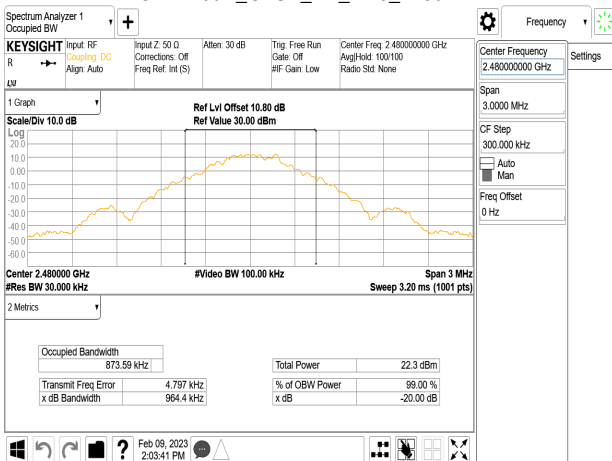 Spectrum Analyzer 1
Occupied BW
Frequency
KEYSIGHT
R
LXI
Input: RF
Coupling: DC
Align: Auto
Input Z: 50 Ω
Corrections: Off
Freq Ref: Int (S)
Atten: 30 dB
Trig: Free Run
Gate: Off
#IF Gain: Low
Center Freq: 2.480000000 GHz
Avg|Hold: 100/100
Radio Std: None
Center Frequency
2.480000000 GHz
Settings
Span
3.0000 MHz
CF Step
300.000 kHz
Auto
Man
Freq Offset
0 Hz
1 Graph
Scale/Div 10.0 dB
Ref Lvl Offset 10.80 dB
Ref Value 30.00 dBm
Log
20.0
10.0
0.00
-10.0
-20.0
-30.0
-40.0
-50.0
-60.0
Center 2.480000 GHz
#Res BW 30.000 kHz
#Video BW 100.00 kHz
Span 3 MHz
Sweep 3.20 ms (1001 pts)
2 Metrics
Occupied Bandwidth
873.59 kHz
Total Power 22.3 dBm
Transmit Freq Error 4.797 kHz
% of OBW Power 99.00 %
x dB Bandwidth 964.4 kHz
x dB -20.00 dB
Feb 09, 2023
2:03:41 PM